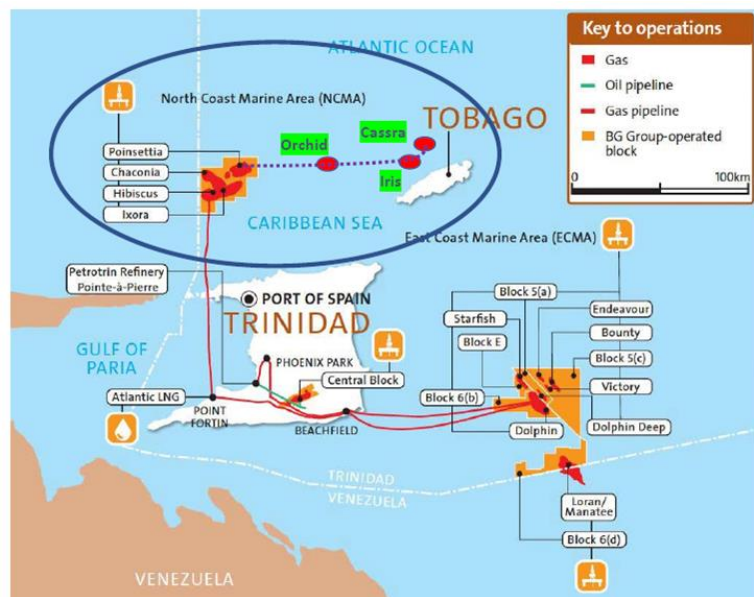 ATLANTIC OCEAN
Key to operations
Gas
Oil pipeline
Gas pipeline
BG Group-operated
block
0
100km
North Coast Marine Area (NCMA)
TOBAGO
Cassra
Orchid
Iris
Poinsettia
Chaconia
Hibiscus
Ixora
CARIBBEAN SEA
East Coast Marine Area (ECMA)
Petrotrin Refinery
Pointe-à-Pierre
PORT OF SPAIN
TRINIDAD
GULF OF
PARIA
PHOENIX PARK
Central Block
Atlantic LNG
POINT
FORTIN
BEACHFIELD
Block 5(a)
Starfish
Endeavour
Block E
Bounty
Block 5(c)
Block 6(b)
Victory
Dolphin
Dolphin Deep
TRINIDAD
VENEZUELA
Loran/
Manatee
Block 6(d)
VENEZUELA